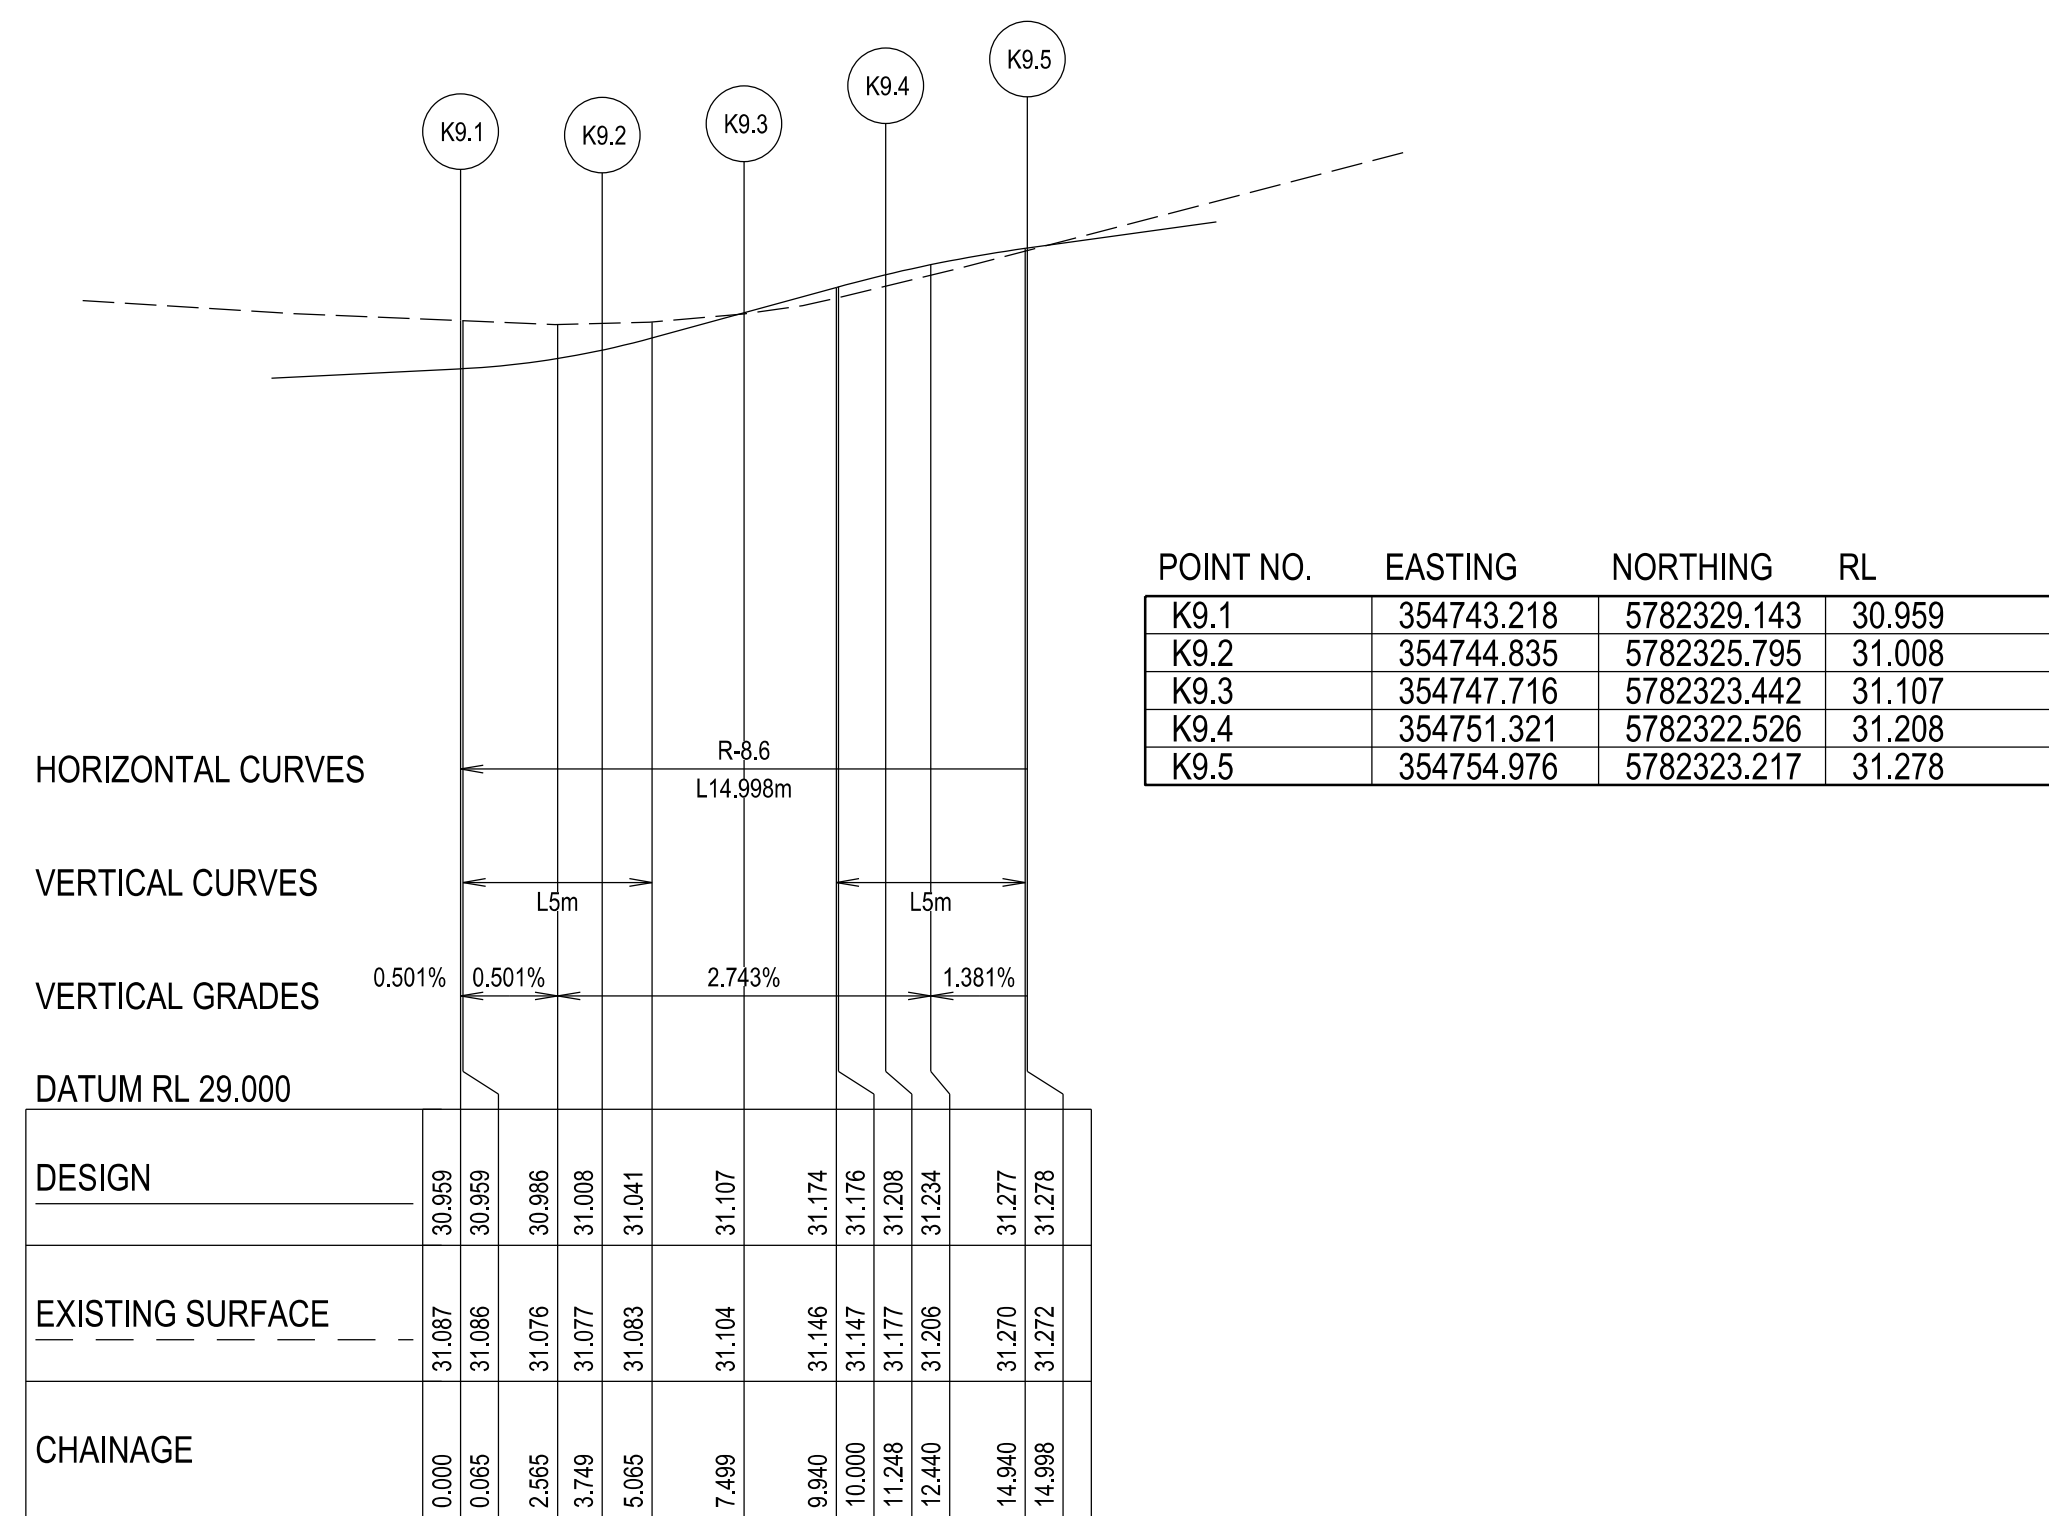 K9.1 K9.2 K9.3 K9.4 K9.5
POINT NO. EASTING NORTHING RL
K9.1 354743.218 5782329.143 30.959
K9.2 354744.835 5782325.795 31.008
K9.3 354747.716 5782323.442 31.107
K9.4 354751.321 5782322.526 31.208
K9.5 354754.976 5782323.217 31.278
HORIZONTAL CURVES R-8.6
L14.998m
VERTICAL CURVES L5m L5m
VERTICAL GRADES 0.501% 0.501% 2.743% 1.381%
DATUM RL 29.000
DESIGN 30.959 30.959 30.986 31.008 31.041 31.107 31.174 31.176 31.208 31.234 31.277 31.278
EXISTING SURFACE 31.087 31.086 31.076 31.077 31.083 31.104 31.146 31.147 31.177 31.206 31.270 31.272
CHAINAGE 0.000 0.065 2.565 3.749 5.065 7.499 9.940 10.000 11.248 12.440 14.940 14.998